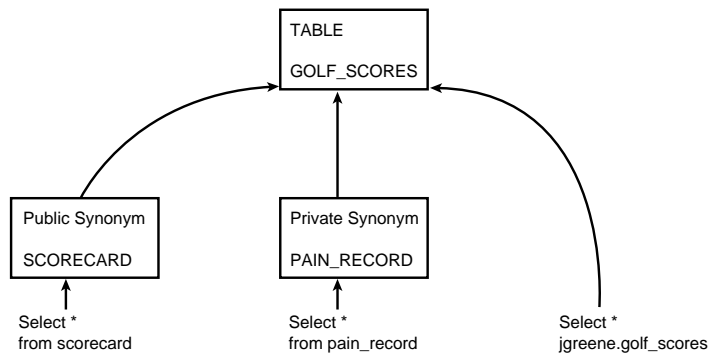 TABLE
GOLF_SCORES
Public Synonym
SCORECARD
Private Synonym
PAIN_RECORD
Select *
from scorecard
Select *
from pain_record
Select *
jgreene.golf_scores